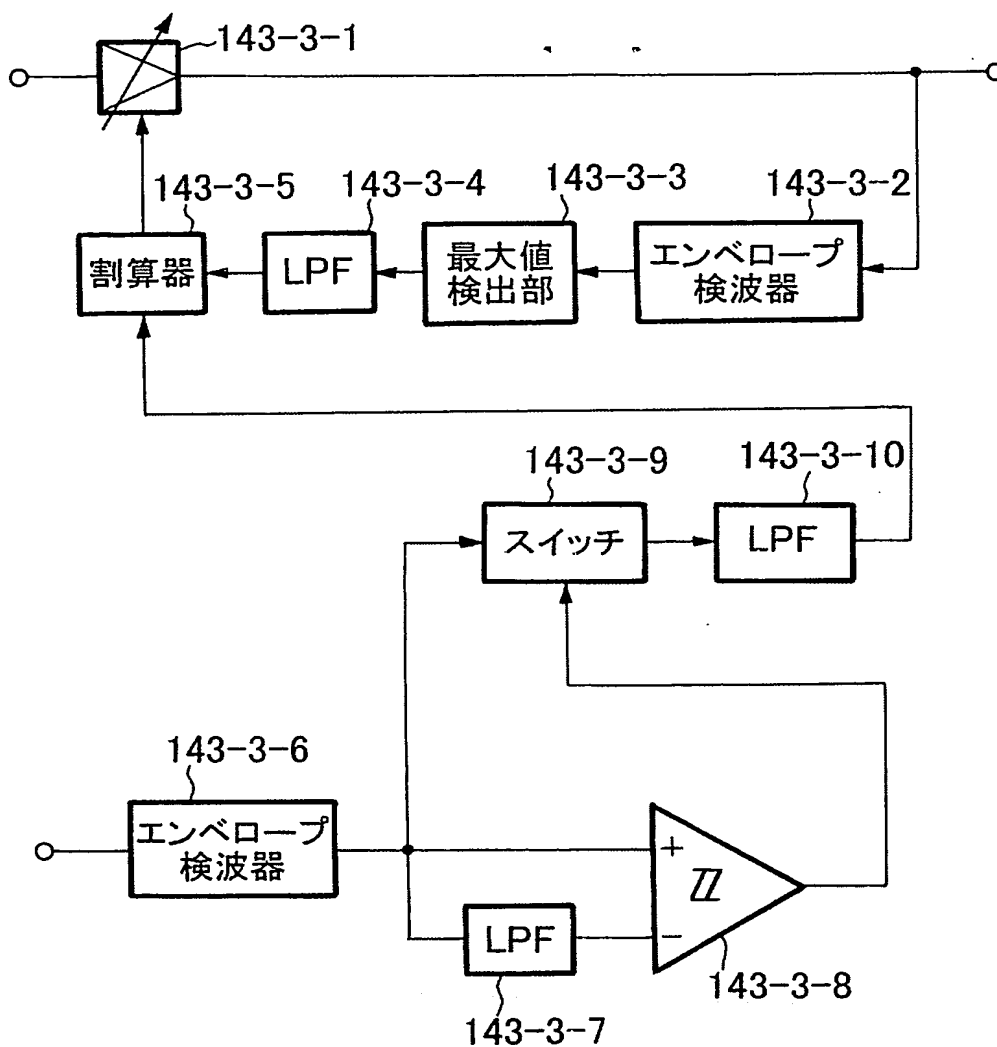 143-3-1
143-3-5
143-3-4
143-3-3
143-3-2
割算器
LPF
最大値
検出部
エンベロープ
検波器
143-3-9
143-3-10
スイッチ
LPF
143-3-6
エンベロープ
検波器
+
LPF
−
143-3-8
143-3-7